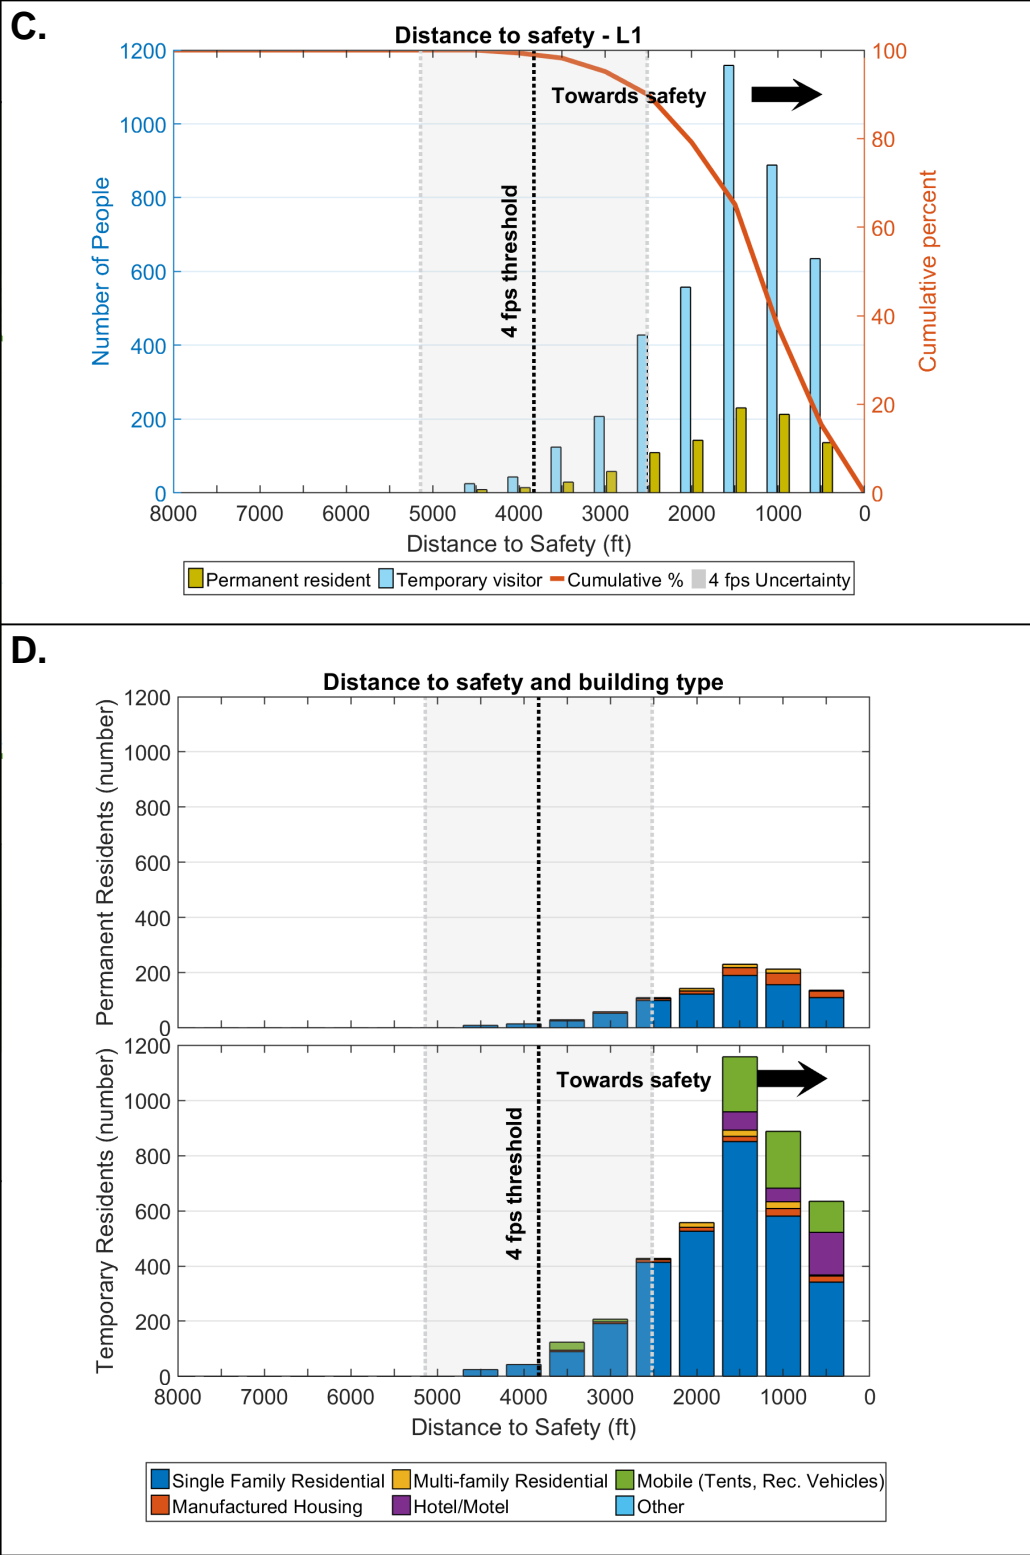 C.
Distance to safety - L1
1200
1000
800
600
400
200
0
Number of People
100
80
60
40
20
0
Cumulative percent
Towards safety
4 fps threshold
8000 7000 6000 5000 4000 3000 2000 1000 0
Distance to Safety (ft)
Permanent resident Temporary visitor Cumulative % 4 fps Uncertainty
D.
Distance to safety and building type
1200
1000
800
600
400
200
0
Permanent Residents (number)
1200
1000
800
600
400
200
0
Temporary Residents (number)
Towards safety
4 fps threshold
8000 7000 6000 5000 4000 3000 2000 1000 0
Distance to Safety (ft)
Single Family Residential Multi-family Residential Mobile (Tents, Rec. Vehicles)
Manufactured Housing Hotel/Motel Other